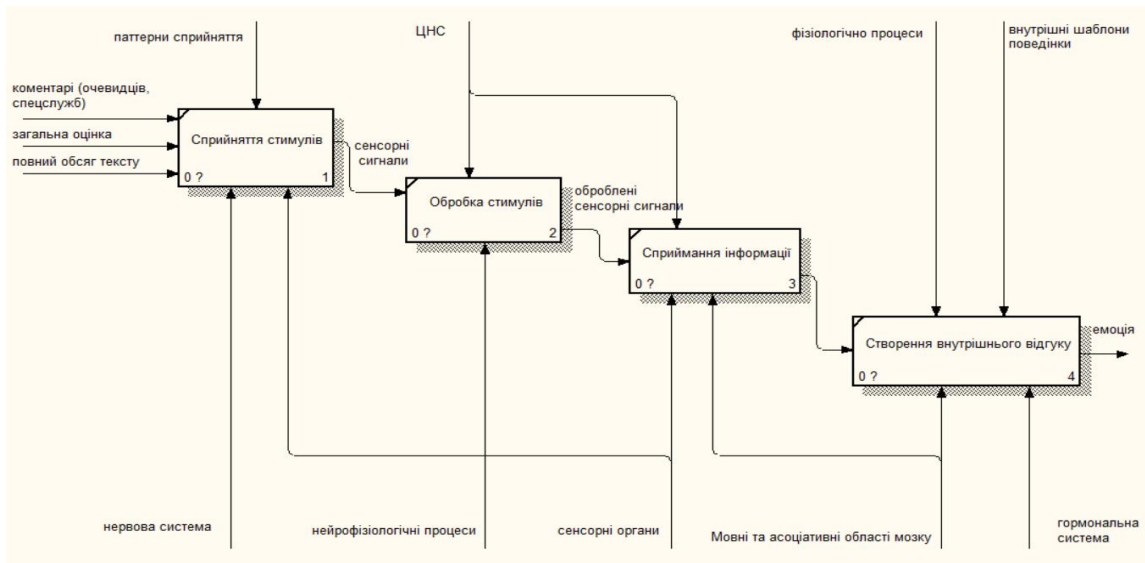 паттерни сприйняття
ЦНС
фізіологічно процеси
внутрішні шаблони
поведінки
коментарі (очевидців,
спецслужб)
загальна оцінка
повний обсяг тексту
Сприйняття стимулів
0 ? 1
сенсорні
сигнали
Обробка стимулів
0 ? 2
оброблені
сенсорні сигнали
Сприймання інформації
0 ? 3
Створення внутрішнього відгуку
0 ? 4
емоція
нервова система
нейрофізіологічні процеси
сенсорні органи
Мовні та асоціативні області мозку
гормональна
система